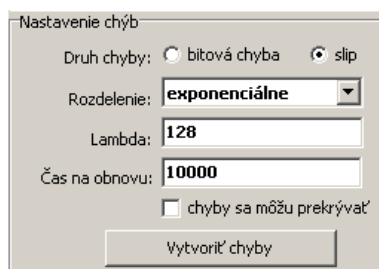 Nastavenie chýb
Druh chyby: bitová chyba slip
Rozdelenie: exponenciálne
Lambda: 128
Čas na obnovu: 10000
chyby sa môžu prekrývať
Vytvoriť chyby